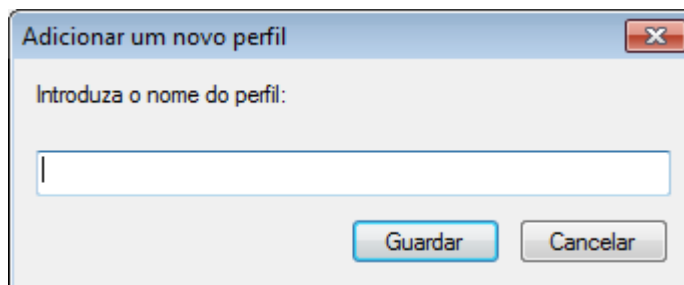 Adicionar um novo perfil
Introduza o nome do perfil:
Guardar Cancelar